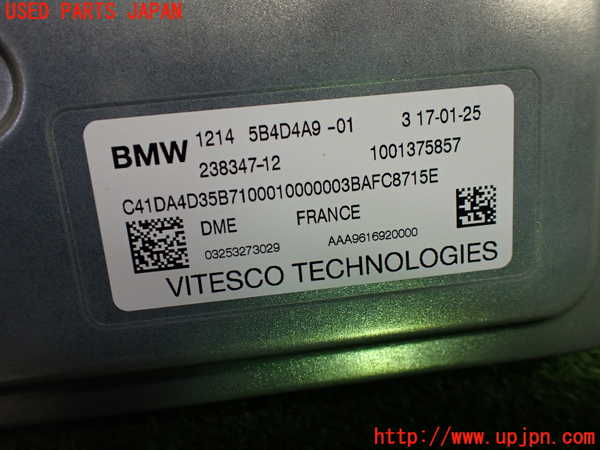 USED PARTS JAPAN
BMW 1214 5B4D4A9-01 3 17-01-25
238347-12 1001375857
C41DA4D35B7100010000003BAFC8715E
DME FRANCE
03253273029 AAA9616920000
VITESCO TECHNOLOGIES
http://www.upjpn.com/